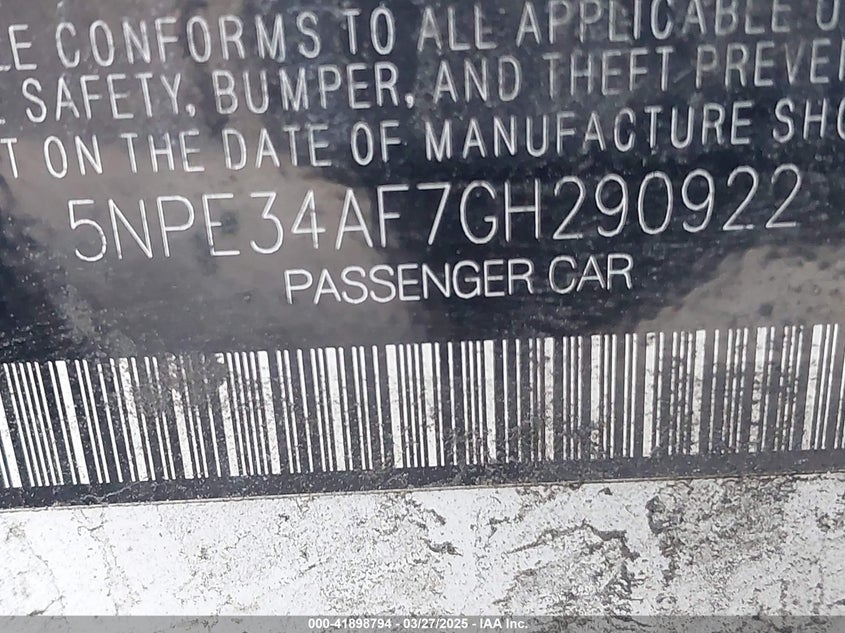 LE CONFORMS TO ALL APPLICABLE U
SAFETY, BUMPER, AND THEFT PREVEN
T ON THE DATE OF MANUFACTURE SHO
5NPE34AF7GH290922
PASSENGER CAR
000-41898794 - 03/27/2025 - IAA Inc.